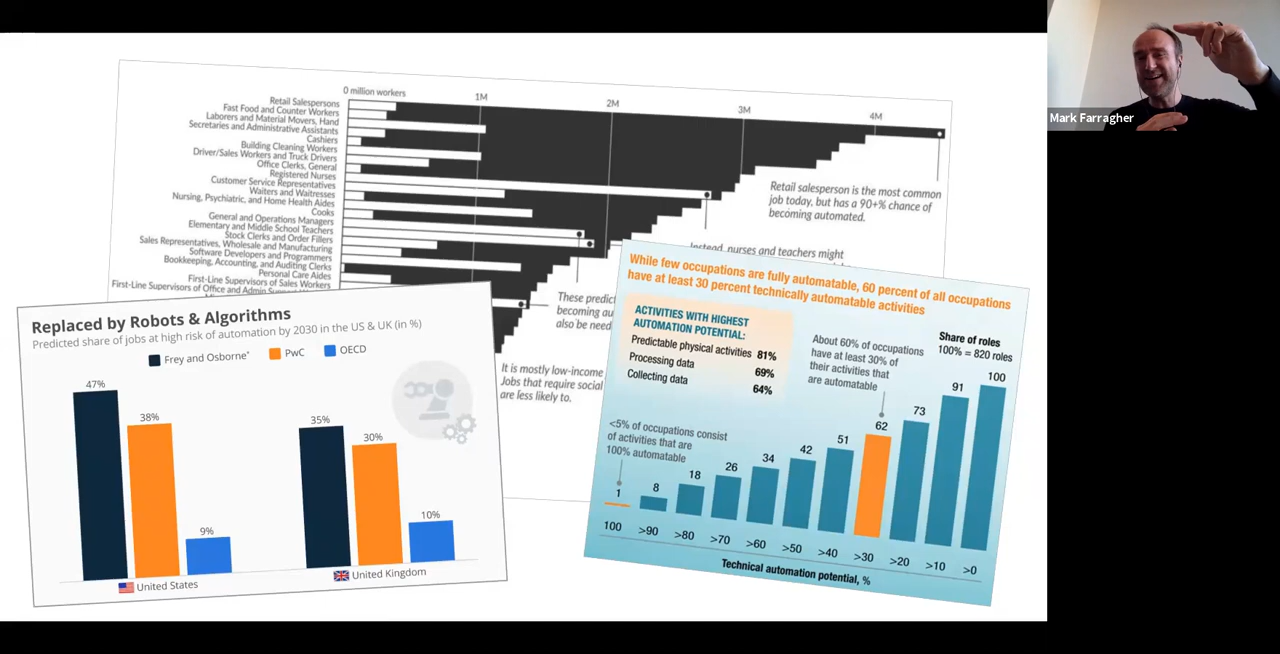 Mark Farragher
0 million workers
1M
2M
3M
4M
Retail Salespersons
Fast Food and Counter Workers
Laborers and Material Movers, Hand
Secretaries and Administrative Assistants
Cashiers
Building Cleaning Workers
Driver/Sales Workers and Truck Drivers
Office Clerks, General
Registered Nurses
Customer Service Representatives
Waiters and Waitresses
Nursing, Psychiatric, and Home Health Aides
Cooks
General and Operations Managers
Elementary and Middle School Teachers
Stock Clerks and Order Fillers
Sales Representatives, Wholesale and Manufacturing
Software Developers and Programmers
Bookkeeping, Accounting, and Auditing Clerks
Personal Care Aides
First-Line Supervisors of Sales Workers
First-Line Supervisors of Office and Admin
Retail salesperson is the most common
job today, but has a 90+% chance of
becoming automated.
Instead, nurses and teachers might
These
becoming
also be
It is mostly low-income
Jobs that require social
are less likely to.
Replaced by Robots & Algorithms
Predicted share of jobs at high risk of automation by 2030 in the US & UK (in %)
Frey and Osborne* PwC OECD
47%
38%
9%
35%
30%
10%
United States
United Kingdom
While few occupations are fully automatable, 60 percent of all occupations
have at least 30 percent technically automatable activities
ACTIVITIES WITH HIGHEST
AUTOMATION POTENTIAL:
Predictable physical activities 81%
Processing data 69%
Collecting data 64%
About 60% of occupations
have at least 30% of
their activities that
are automatable
Share of roles
100% = 820 roles
<5% of occupations consist
of activities that are
100% automatable
1
8
18
26
34
42
51
62
73
91
100
100 >90 >80 >70 >60 >50 >40 >30 >20 >10 >0
Technical automation potential, %